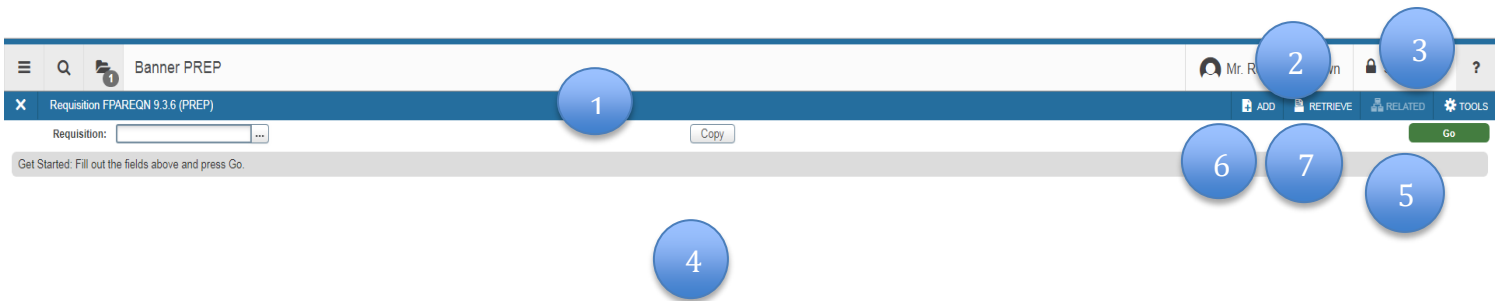 3
2
Banner PREP Mr. R wn ?
1
1
Requisition FPAREQN 9.3.6 (PREP) ADD RETRIEVE RELATED TOOLS
Requisition: ... Copy Go
Get Started: Fill out the fields above and press Go.
6 7
5
4